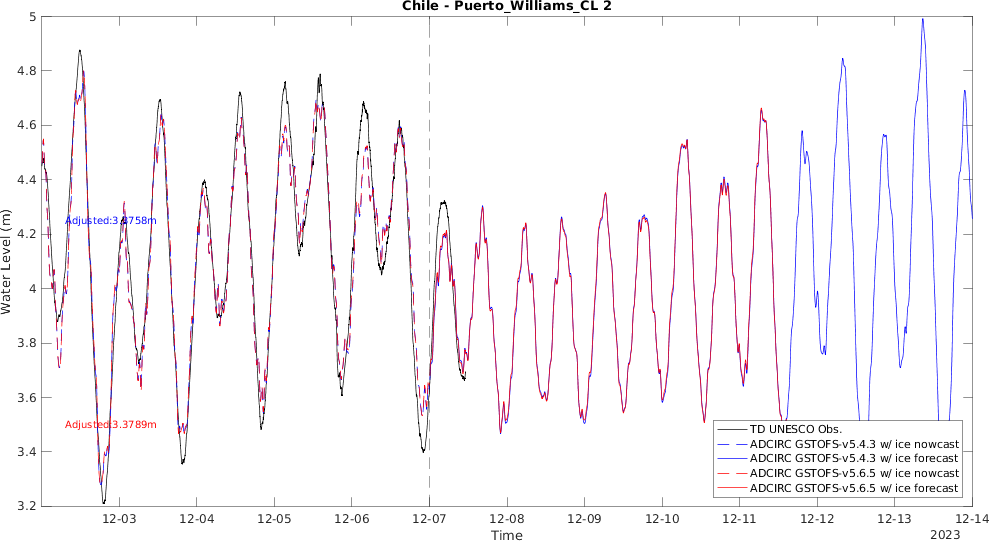 Chile - Puerto_Williams_CL 2
5
4.8
4.6
4.4
4.2
4
3.8
3.6
3.4
3.2
Water Level (m)
Adjusted:3.3758m
Adjusted:3.3789m
TD UNESCO Obs.
ADCIRC GSTOFS-v5.4.3 w/ ice nowcast
ADCIRC GSTOFS-v5.4.3 w/ ice forecast
ADCIRC GSTOFS-v5.6.5 w/ ice nowcast
ADCIRC GSTOFS-v5.6.5 w/ ice forecast
12-03 12-04 12-05 12-06 12-07 12-08 12-09 12-10 12-11 12-12 12-13 12-14
Time
2023